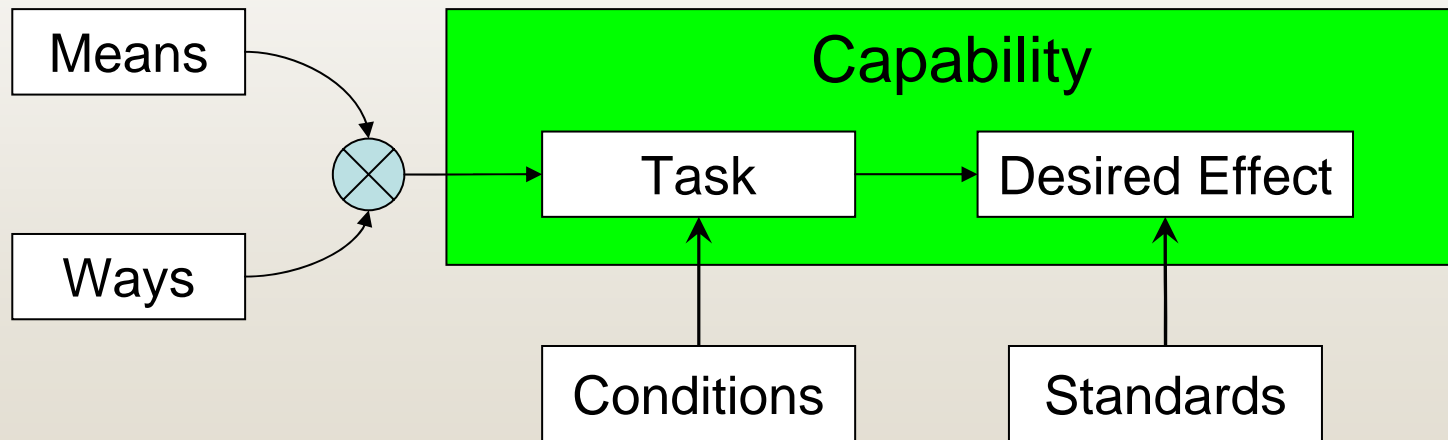 Means
Capability
Task
Desired Effect
Ways
Conditions
Standards